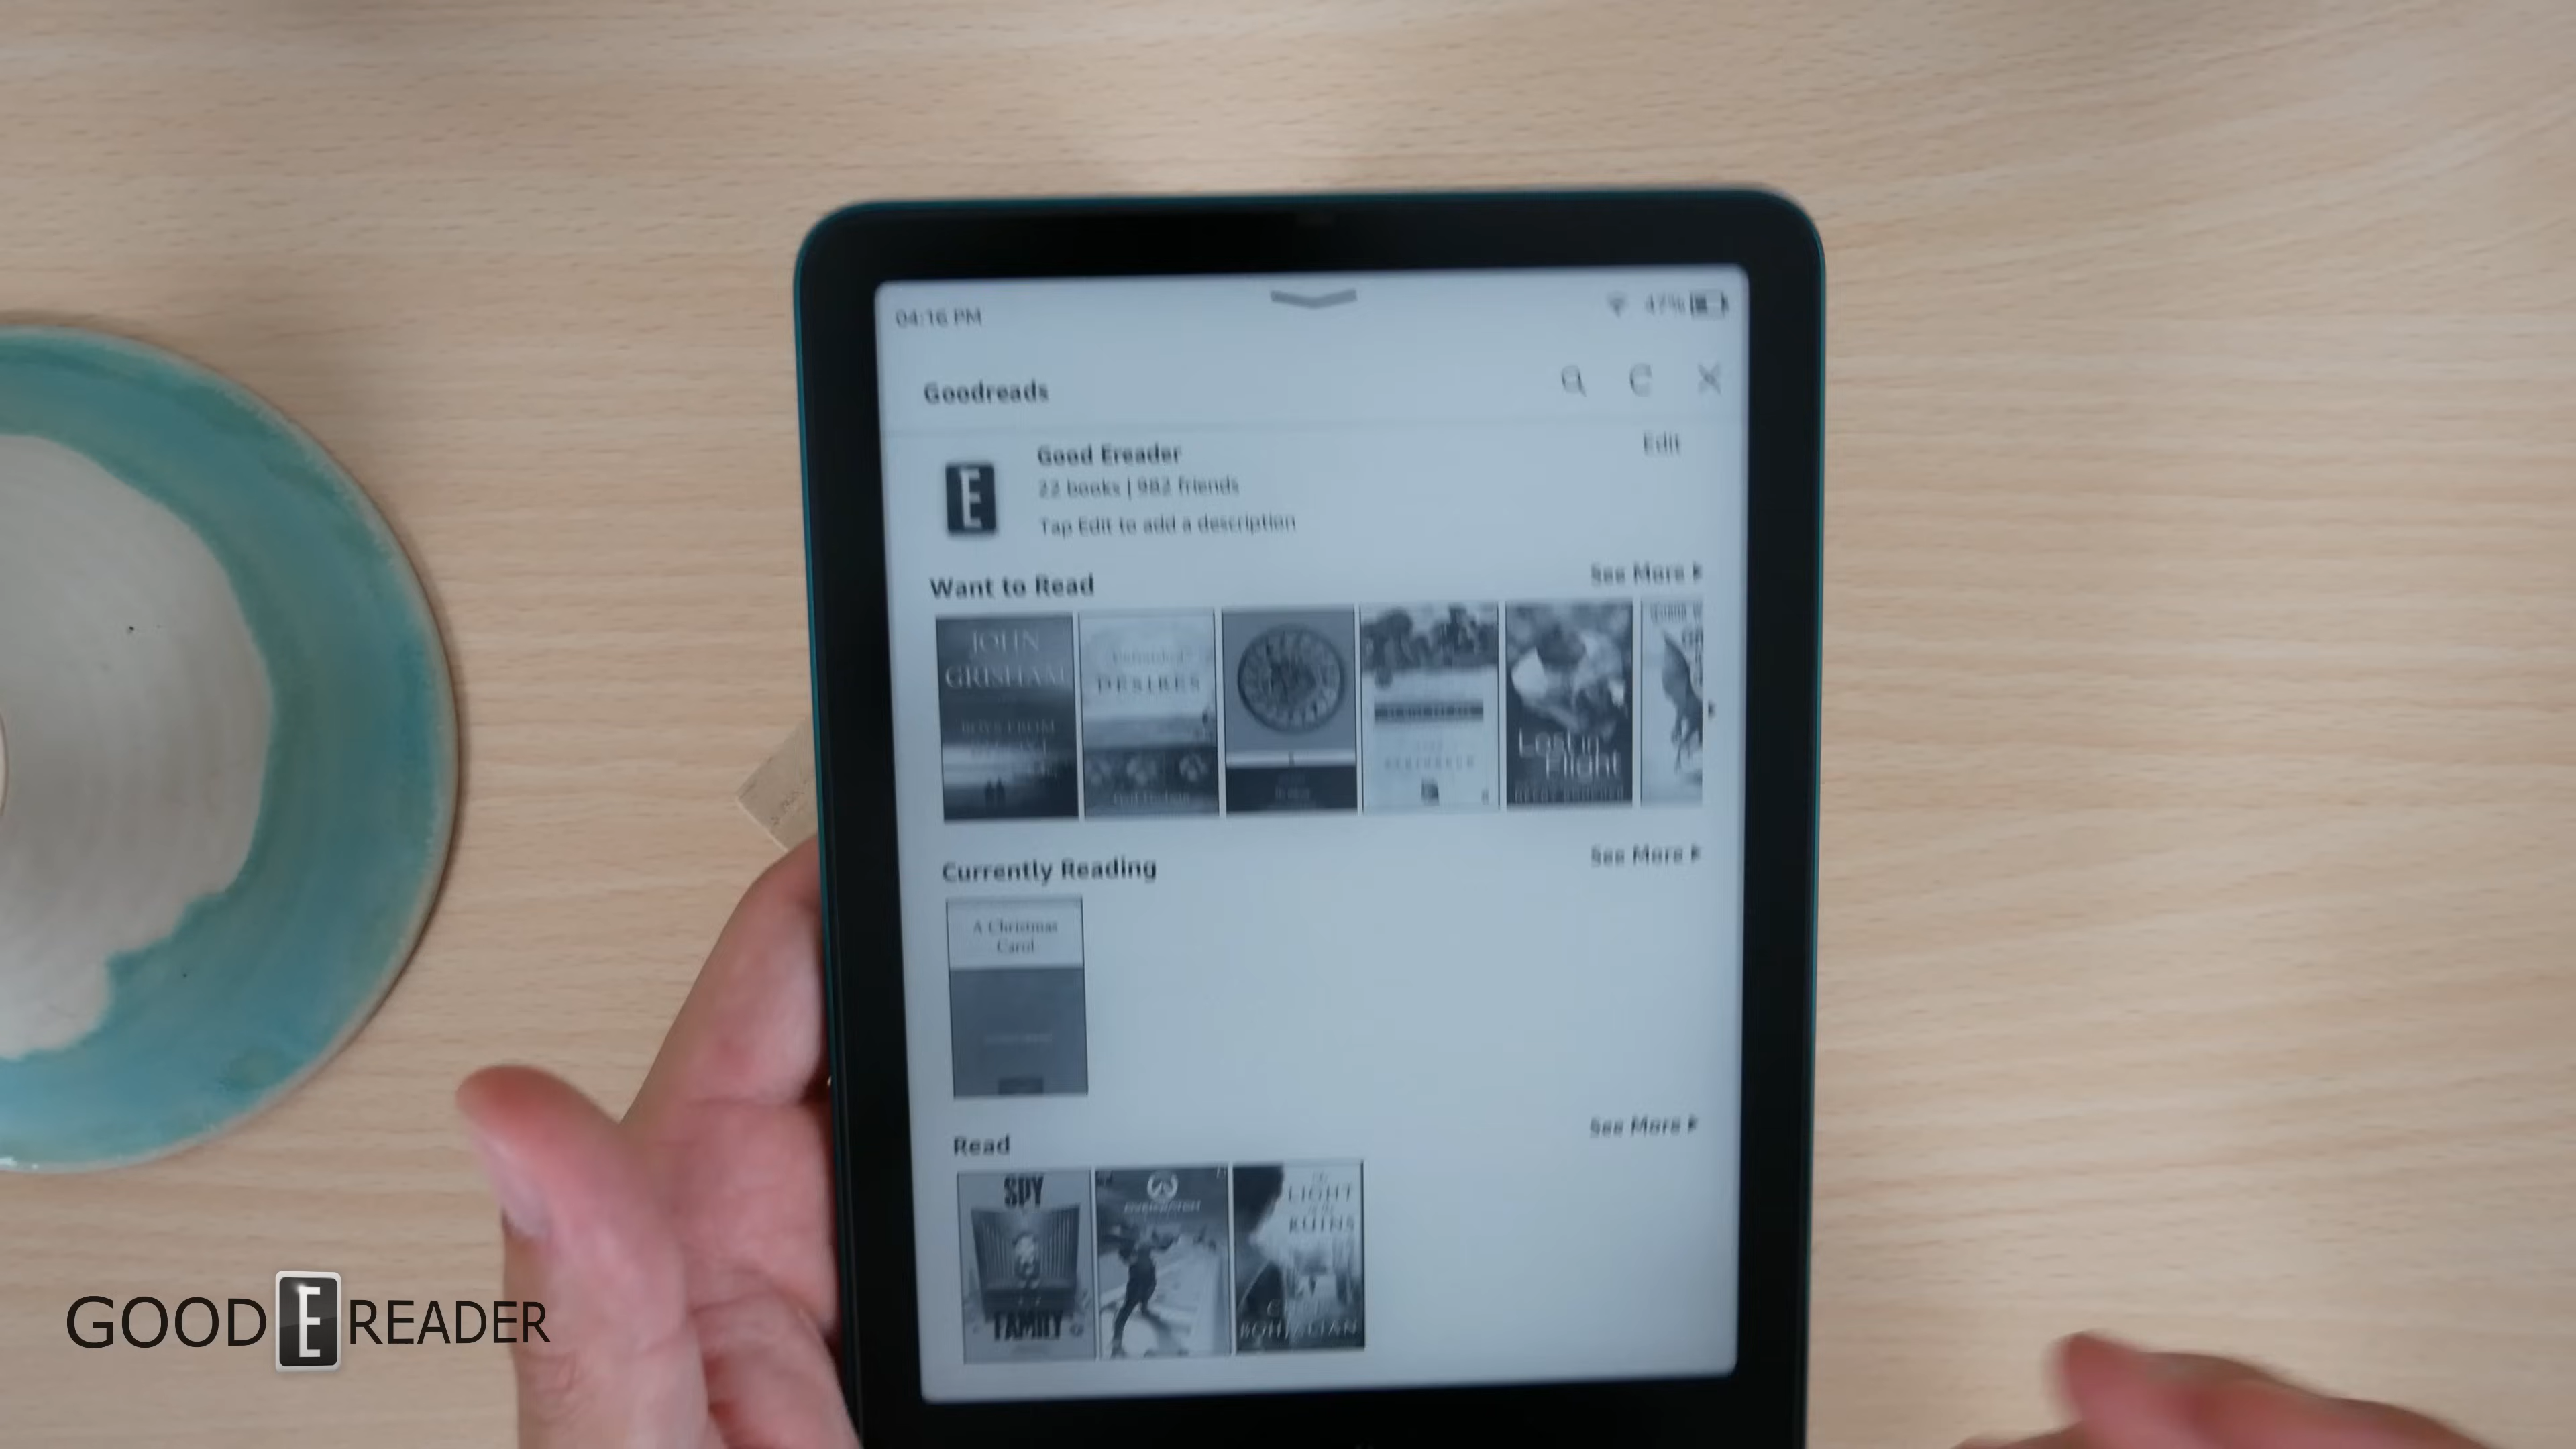 04:16 PM
47%
Goodreads
Good Ereader
Edit
22 books | 982 friends
Tap Edit to add a description
Want to Read
See More
JOHN
GRISHAM
DESIRES
Lost in
Flight
Currently Reading
See More
A Christmas
Carol
Read
See More
SPY
FAMILY
OVERWATCH
LIGHT
RUINS
BOHJALIAN
GOOD E READER